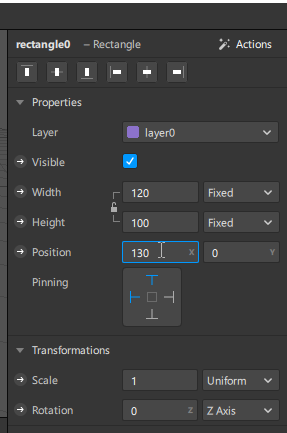 rectangle0 – Rectangle Actions
Properties
Layer layer0
Visible
Width 120 Fixed
Height 100 Fixed
Position 130 X 0 Y
Pinning
Transformations
Scale 1 Uniform
Rotation 0 Z Z Axis